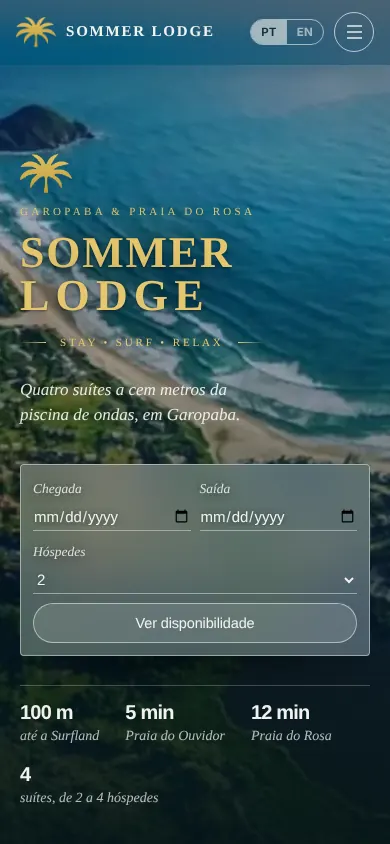 SOMMER LODGE
PT EN
GAROPABA & PRAIA DO ROSA
SOMMER
LODGE
STAY • SURF • RELAX
Quatro suítes a cem metros da
piscina de ondas, em Garopaba.
Chegada Saída
mm/dd/yyyy mm/dd/yyyy
Hóspedes
2
Ver disponibilidade
100 m 5 min 12 min
até a Surfland Praia do Ouvidor Praia do Rosa
4
suítes, de 2 a 4 hóspedes